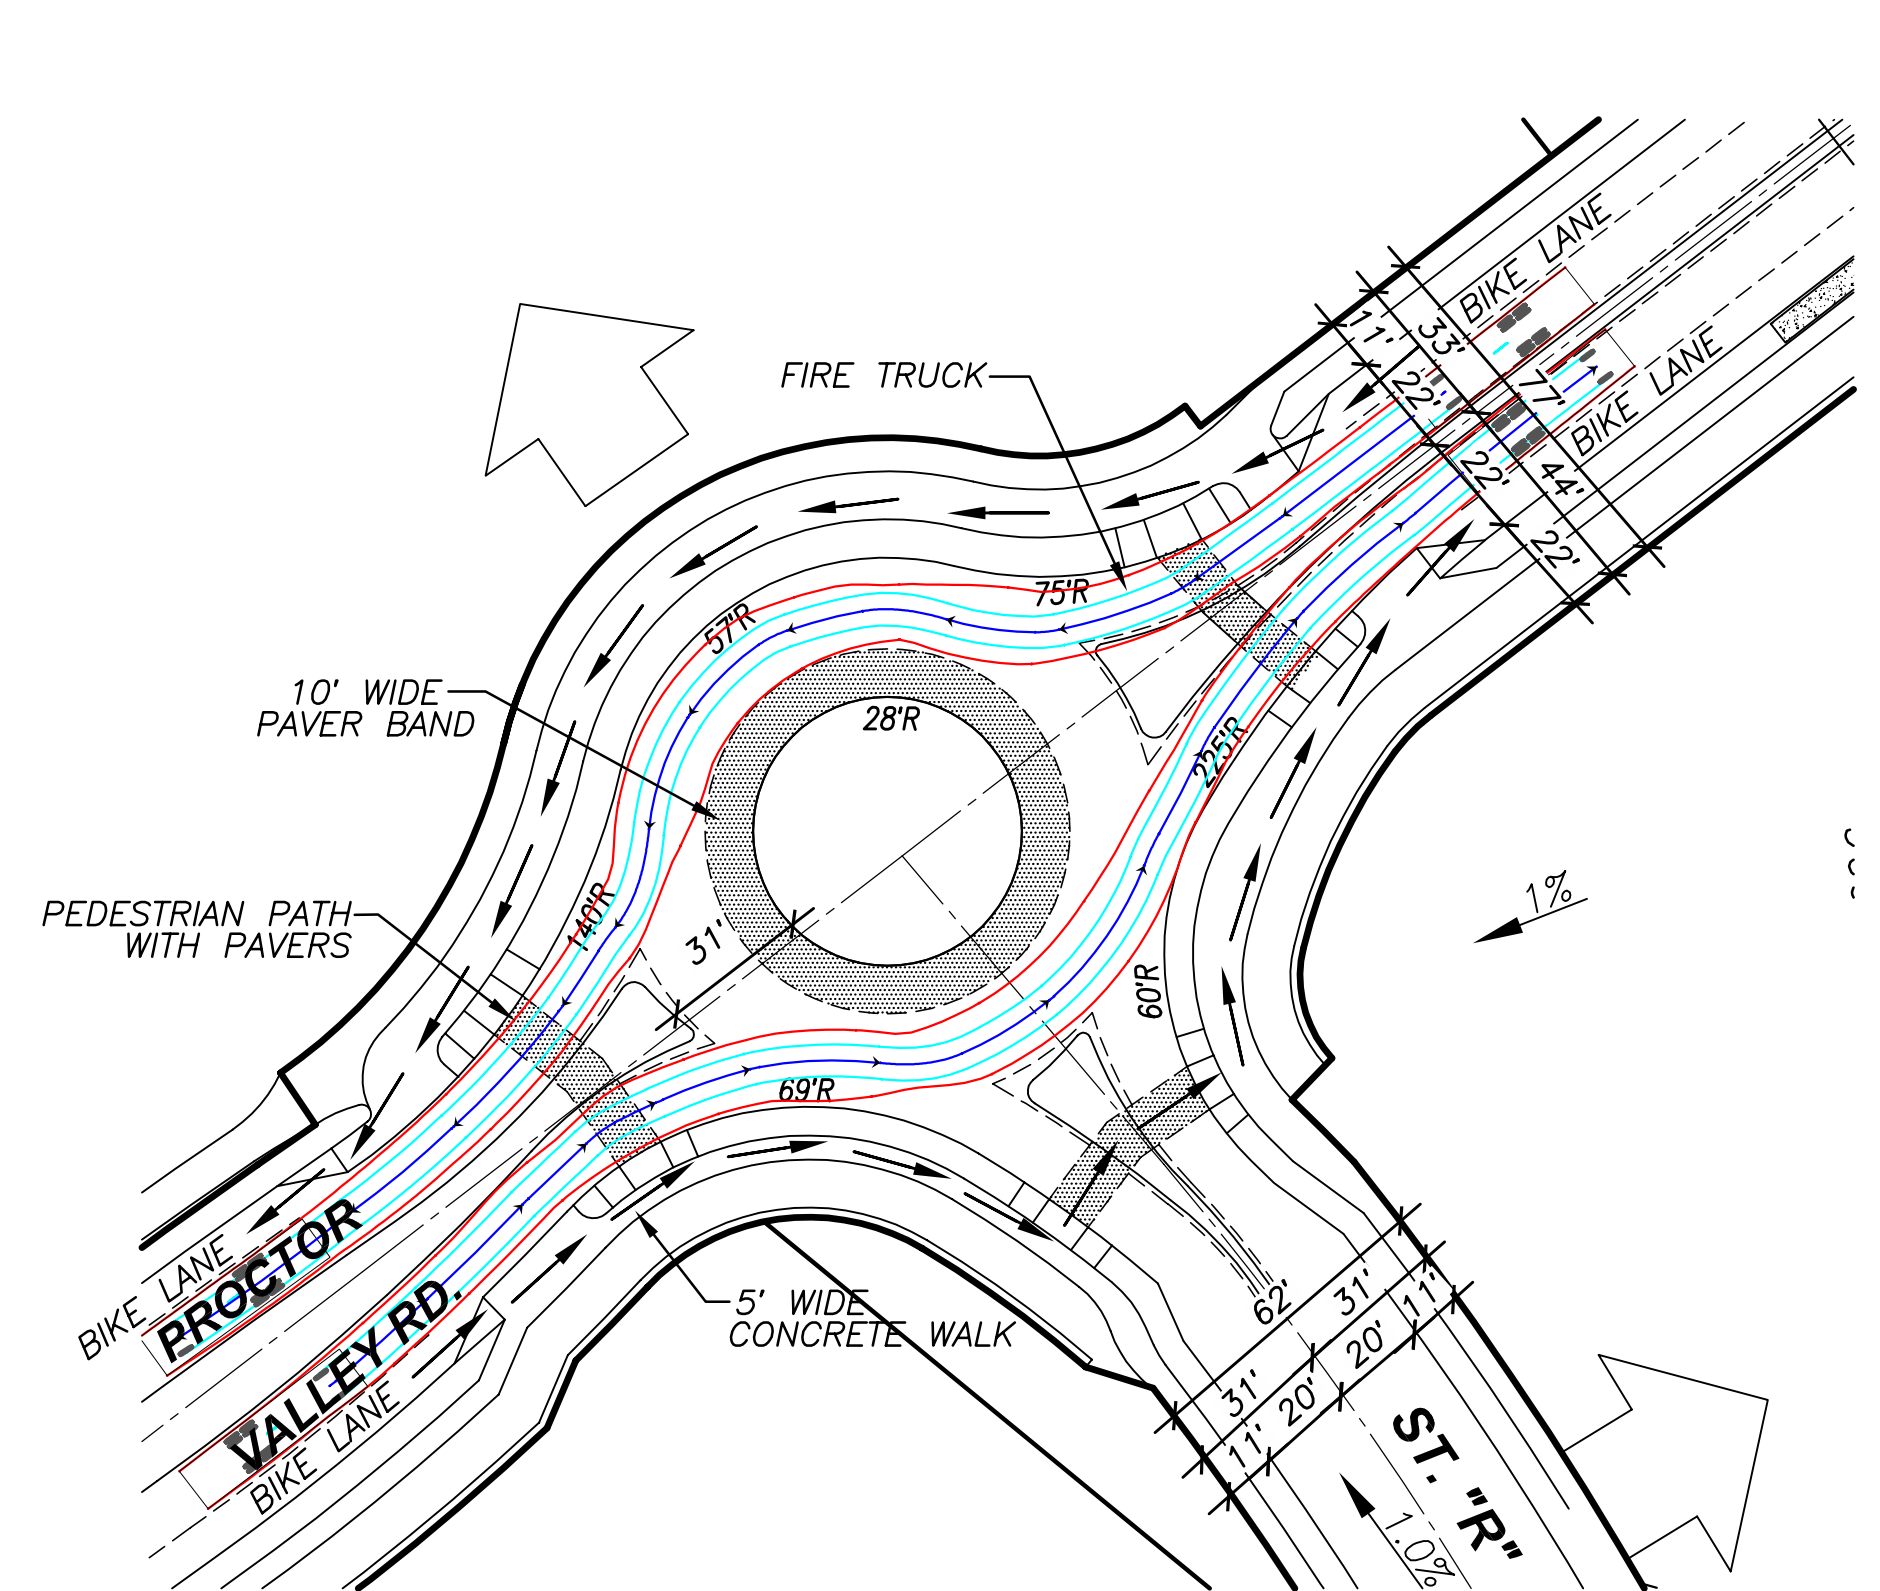 BIKE LANE
11'
33'
FIRE TRUCK
22'
77'
BIKE LANE
22'
44'
22'
75'R
57'R
10' WIDE
PAVER BAND
28'R
225'R
1%
PEDESTRIAN PATH
WITH PAVERS
140'R
31'
60'R
69'R
PROCTOR
BIKE LANE
VALLEY RD.
BIKE LANE
5' WIDE
CONCRETE WALK
62'
31'
11'
20'
31'
20'
11'
ST. "R"
1.0%